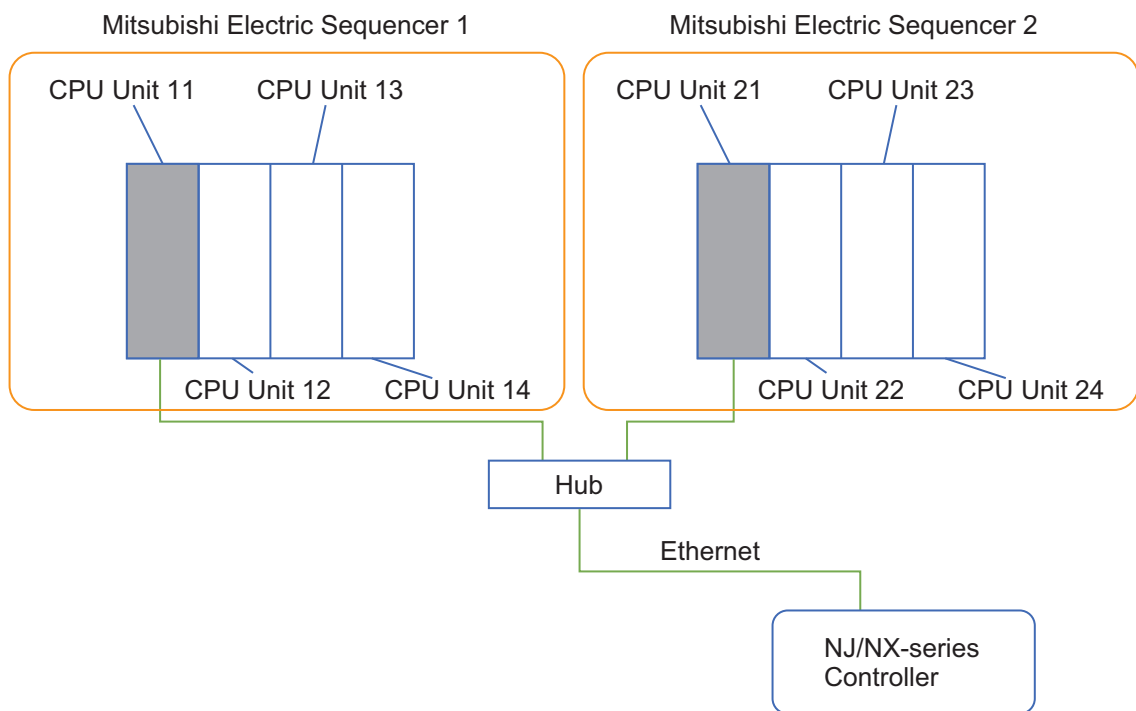 Mitsubishi Electric Sequencer 1
Mitsubishi Electric Sequencer 2
CPU Unit 11
CPU Unit 13
CPU Unit 21
CPU Unit 23
CPU Unit 12
CPU Unit 14
CPU Unit 22
CPU Unit 24
Hub
Ethernet
NJ/NX-series
Controller